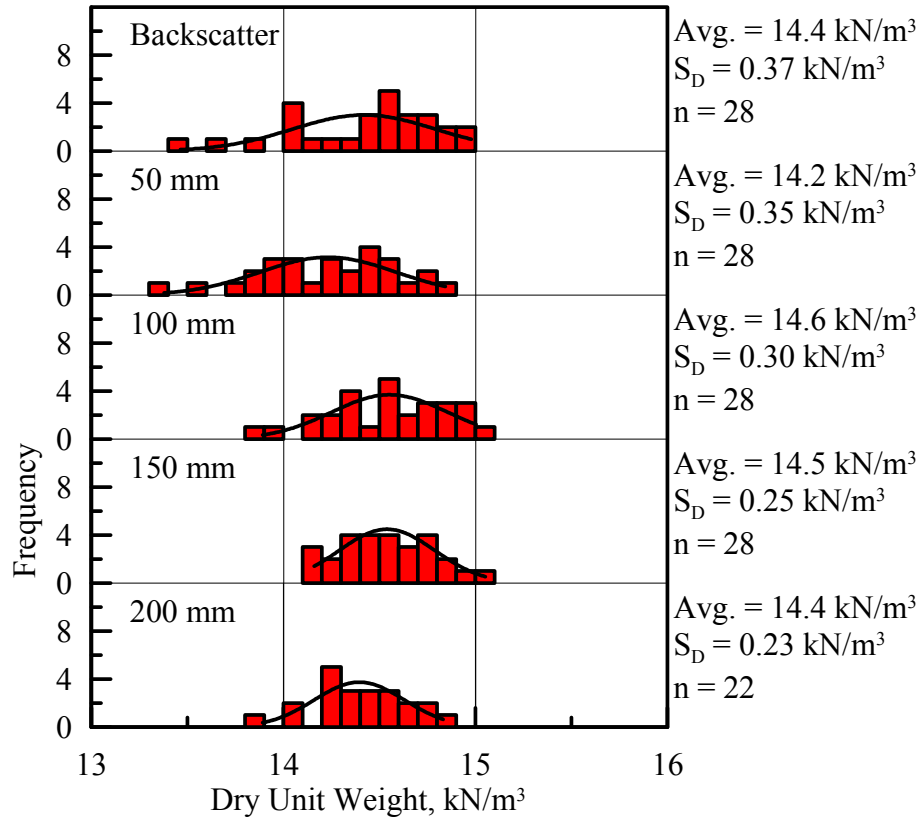 Backscatter
Avg. = 14.4 kN/m³
S_D = 0.37 kN/m³
n = 28
8
4
0
50 mm
Avg. = 14.2 kN/m³
S_D = 0.35 kN/m³
n = 28
8
4
0
100 mm
Avg. = 14.6 kN/m³
S_D = 0.30 kN/m³
n = 28
8
4
0
150 mm
Avg. = 14.5 kN/m³
S_D = 0.25 kN/m³
n = 28
8
4
0
200 mm
Avg. = 14.4 kN/m³
S_D = 0.23 kN/m³
n = 22
8
4
0
Frequency
13 14 15 16
Dry Unit Weight, kN/m³